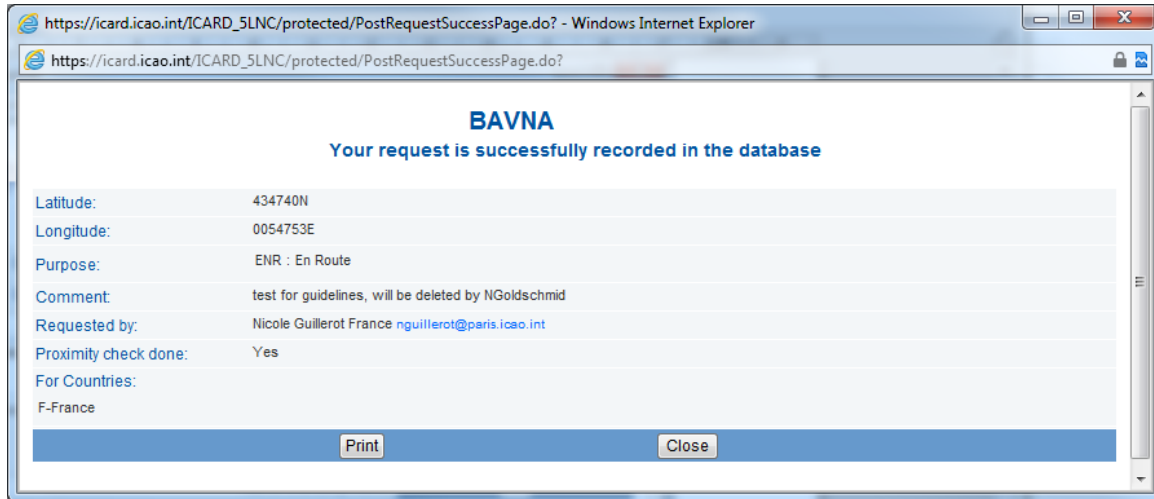 https://icard.icao.int/ICARD_5LNC/protected/PostRequestSuccessPage.do? - Windows Internet Explorer
https://icard.icao.int/ICARD_5LNC/protected/PostRequestSuccessPage.do?
BAVNA
Your request is successfully recorded in the database
Latitude: 434740N
Longitude: 0054753E
Purpose: ENR : En Route
Comment: test for guidelines, will be deleted by NGoldschmid
Requested by: Nicole Guillerot France nguillerot@paris.icao.int
Proximity check done: Yes
For Countries:
F-France
Print Close